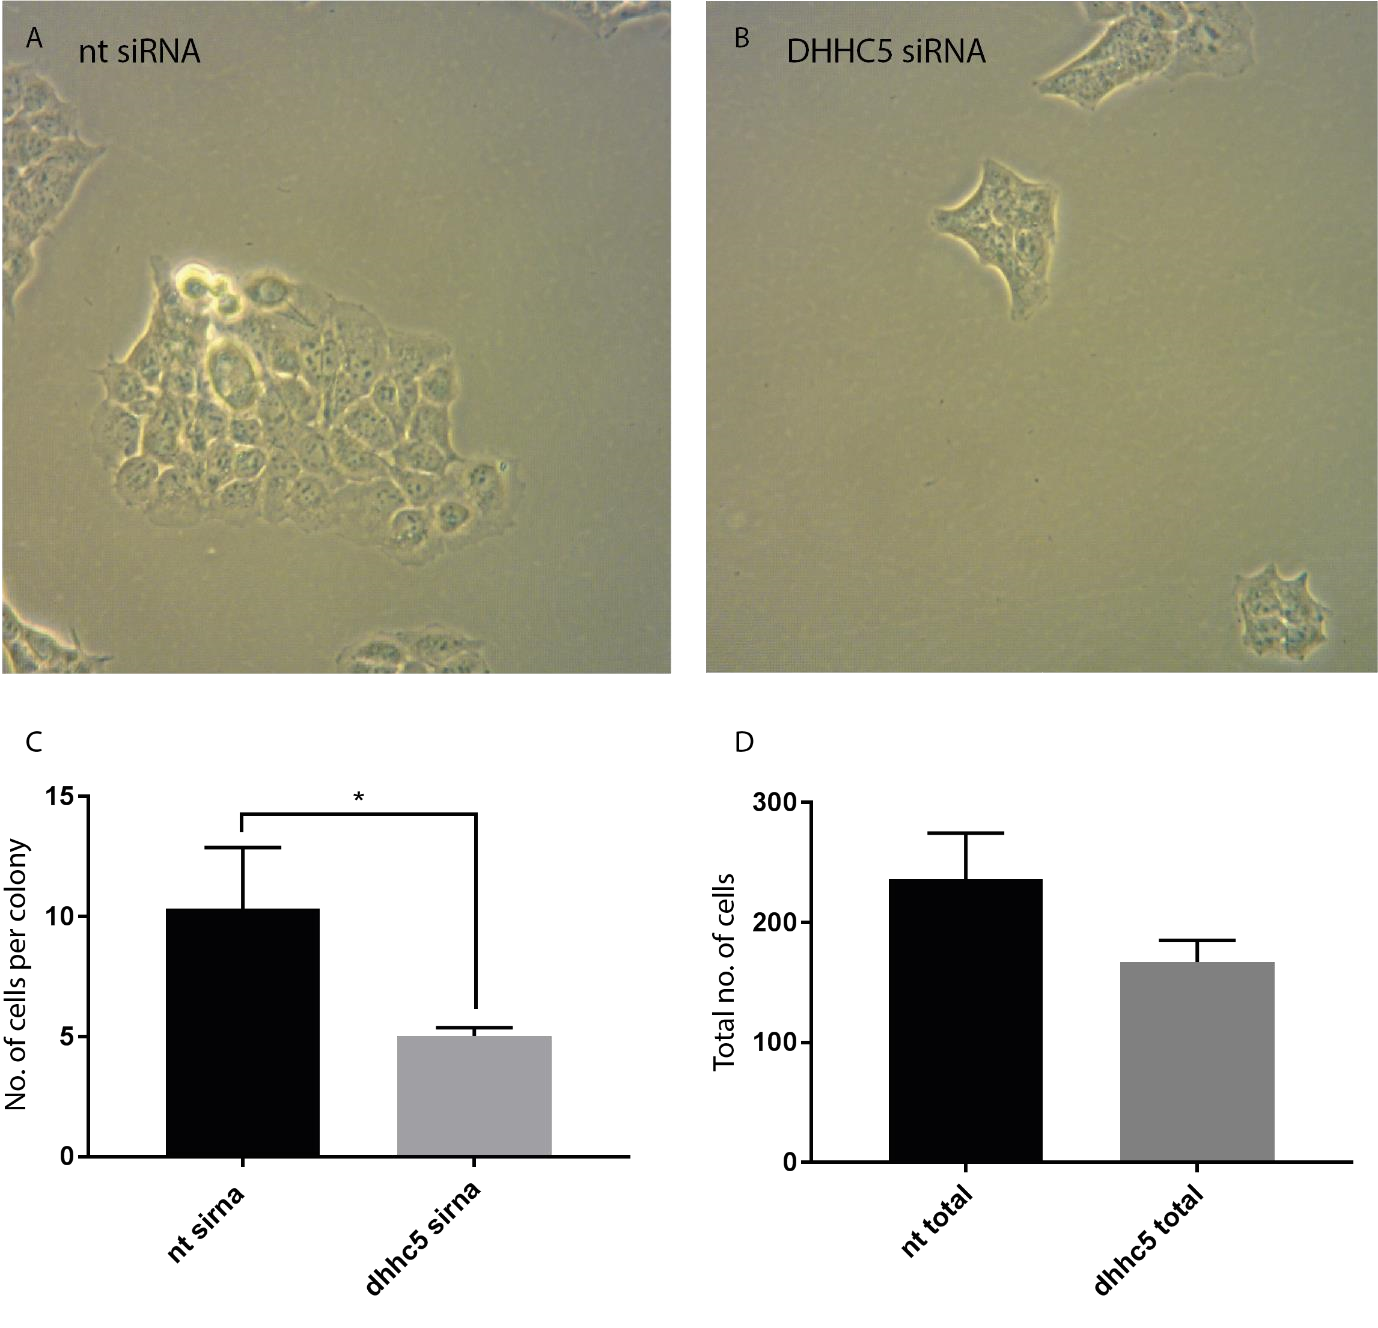 A
nt siRNA
B
DHHC5 siRNA
C
*
15
10
5
0
No. of cells per colony
nt sirna
dhhc5 sirna
D
300
200
100
0
Total no. of cells
nt total
dhhc5 total